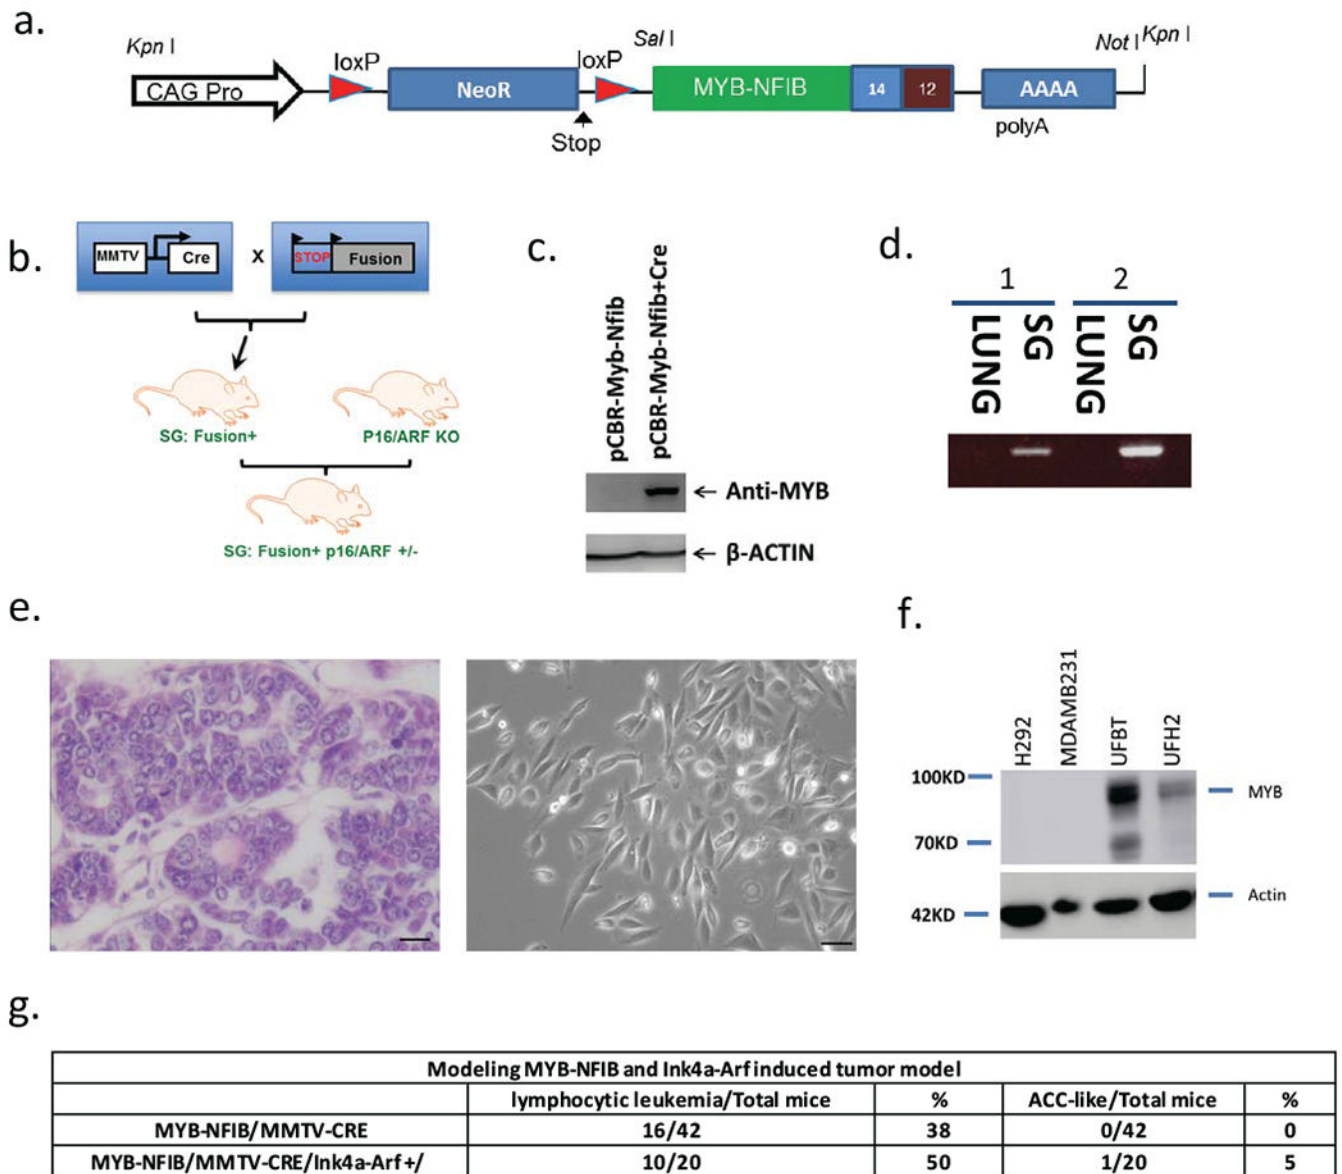 a.
Kpn I
loxP
loxP
Sal I
Not I
Kpn I
CAG Pro
NeoR
MYB-NFIB
14
12
AAAA
Stop
polyA
b.
MMTV
Cre
x
STOP
Fusion
SG: Fusion+
P16/ARF KO
SG: Fusion+ p16/ARF +/-
c.
pCBR-Myb-Nfib
pCBR-Myb-Nfib+Cre
← Anti-MYB
← β-ACTIN
d.
1
2
LUNG
SG
LUNG
SG
e.
f.
H292
MDAMB231
UFBT
UFH2
100KD
MYB
70KD
Actin
42KD
g.
Modeling MYB-NFIB and Ink4a-Arf induced tumor model
lymphocytic leukemia/Total mice % ACC-like/Total mice %
MYB-NFIB/MMTV-CRE 16/42 38 0/42 0
MYB-NFIB/MMTV-CRE/Ink4a-Arf+/ 10/20 50 1/20 5